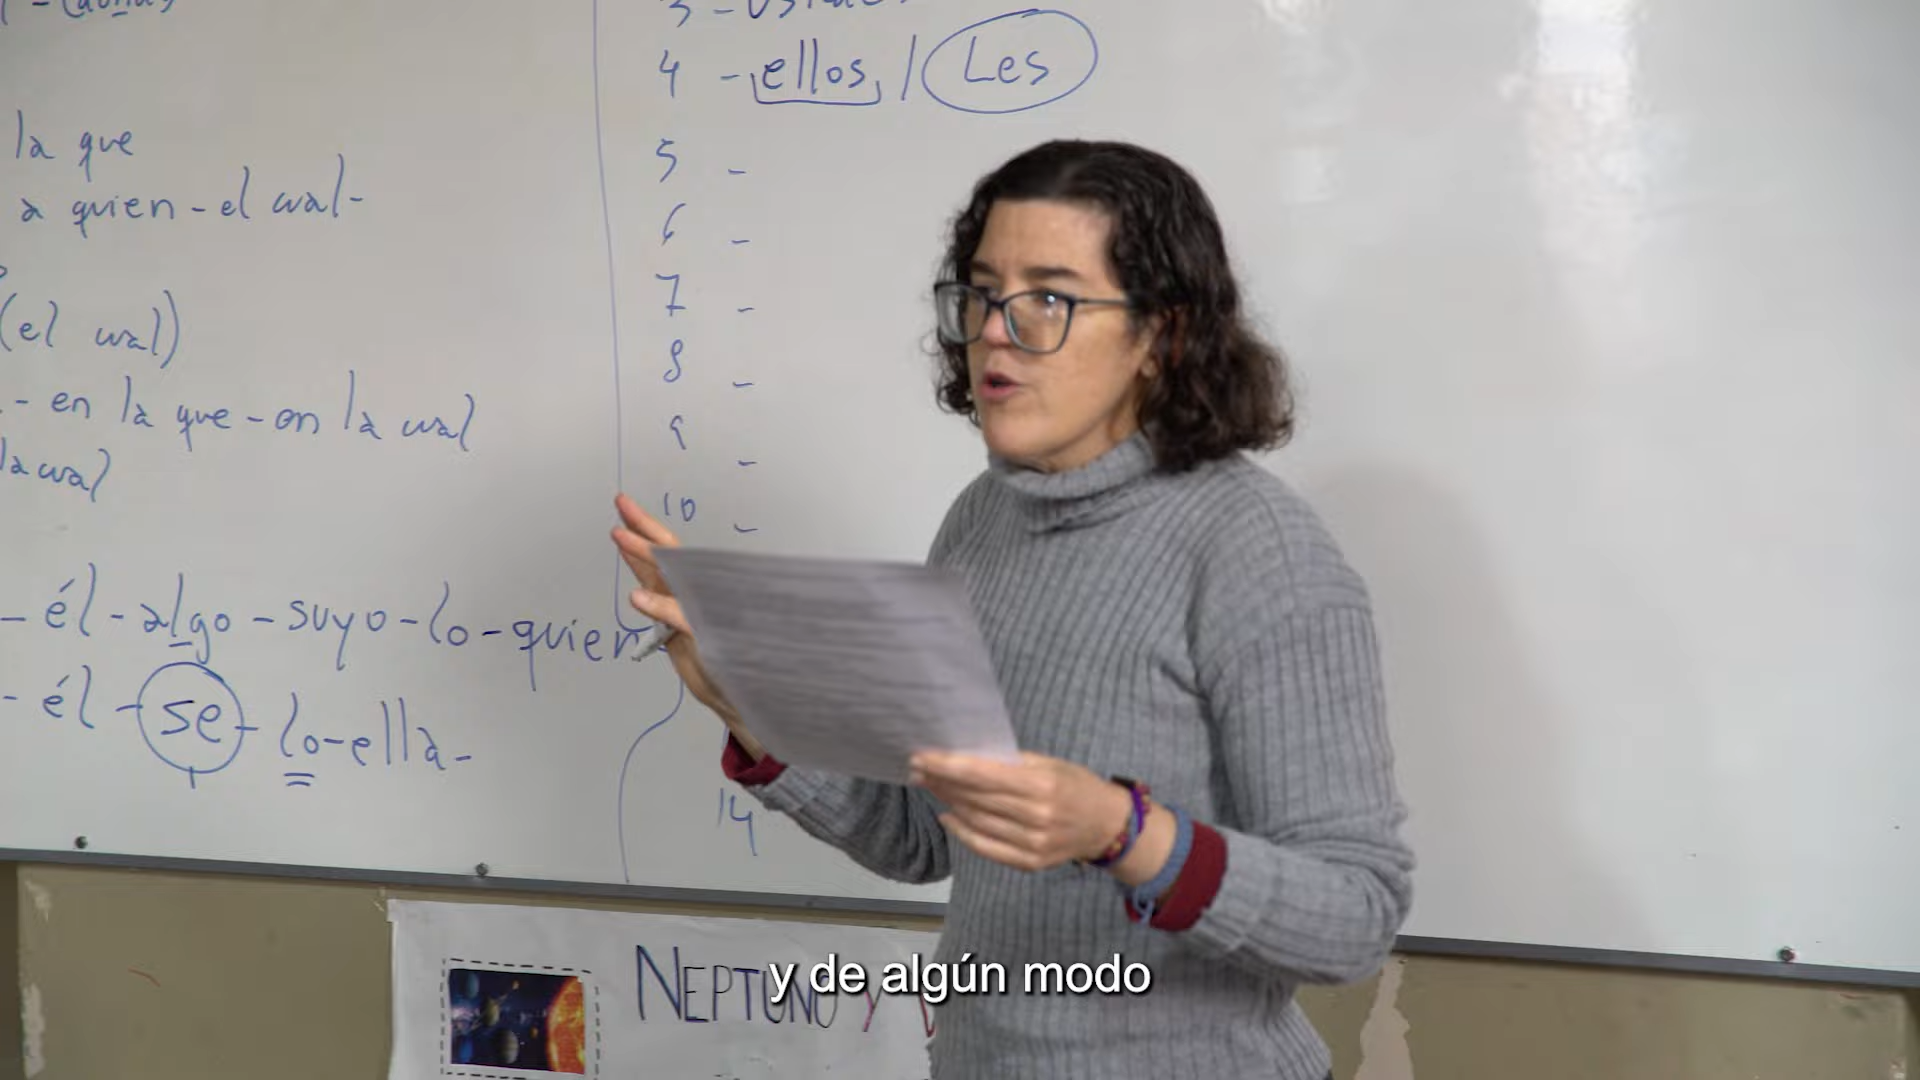 la que
a quien - el cual -
(el cual)
- en la que - en la cual
la cual
- él - algo - suyo - lo - quien
- él - se - lo - ella -
3 -
4 - ellos / Les
5 -
6 -
7 -
8 -
9 -
10 -
14
NEPTUNO Y
y de algún modo